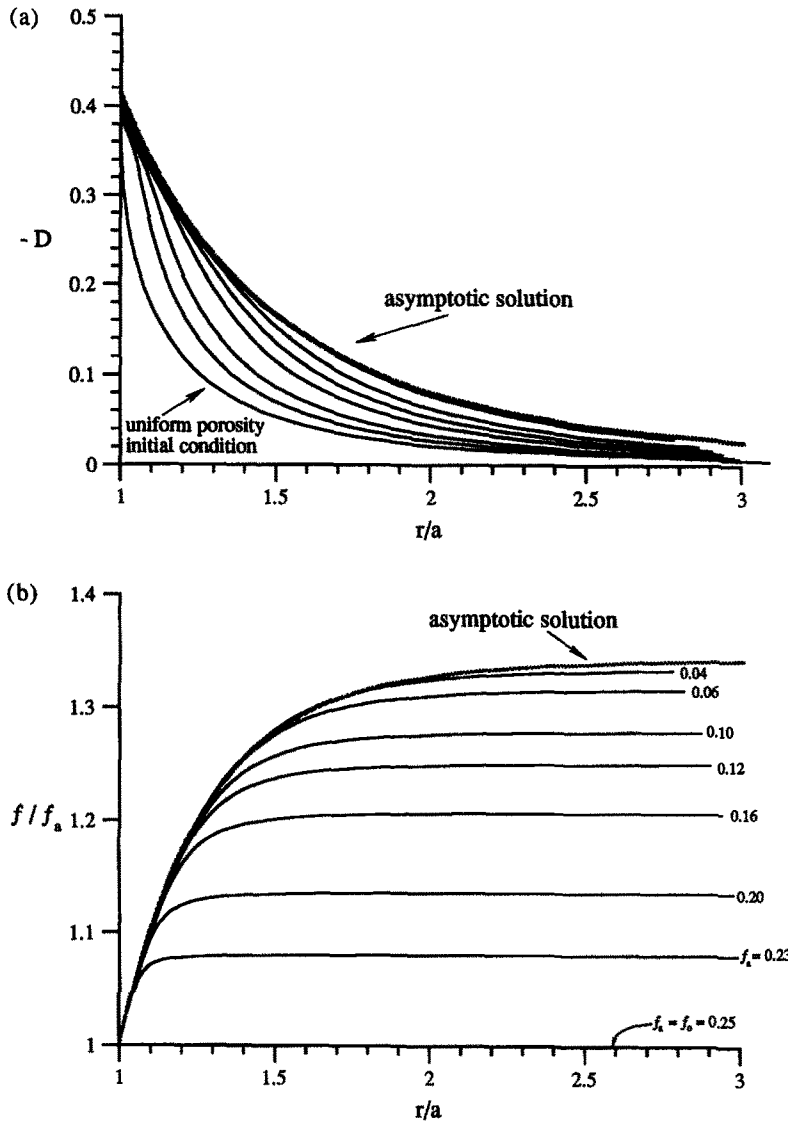 (a)
0.5
0.4
0.3
- D
0.2
asymptotic solution
0.1
uniform porosity
initial condition
0
1
1.5
2
2.5
3
r/a
(b)
1.4
asymptotic solution
0.04
1.3
0.06
0.10
0.12
f / fₐ
1.2
0.16
0.20
1.1
fₐ = 0.23
fₐ = f₀ = 0.25
1
1
1.5
2
2.5
3
r/a